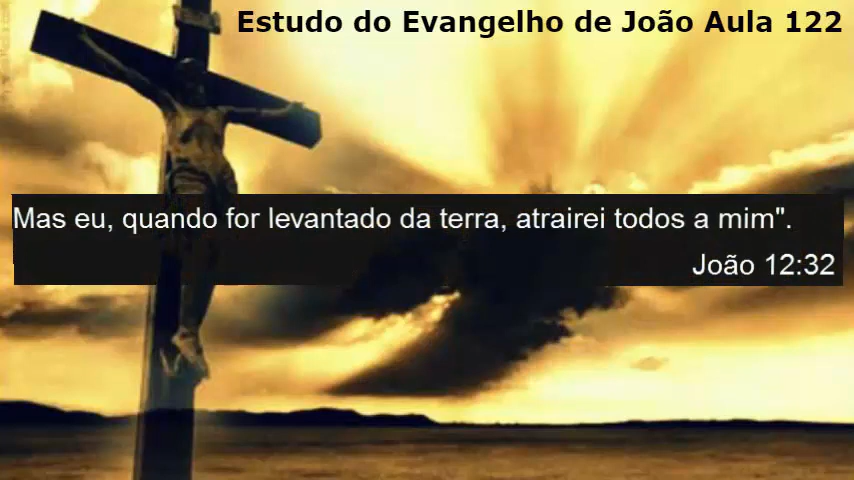 Estudo do Evangelho de João Aula 122
Mas eu, quando for levantado da terra, atrairei todos a mim".
João 12:32